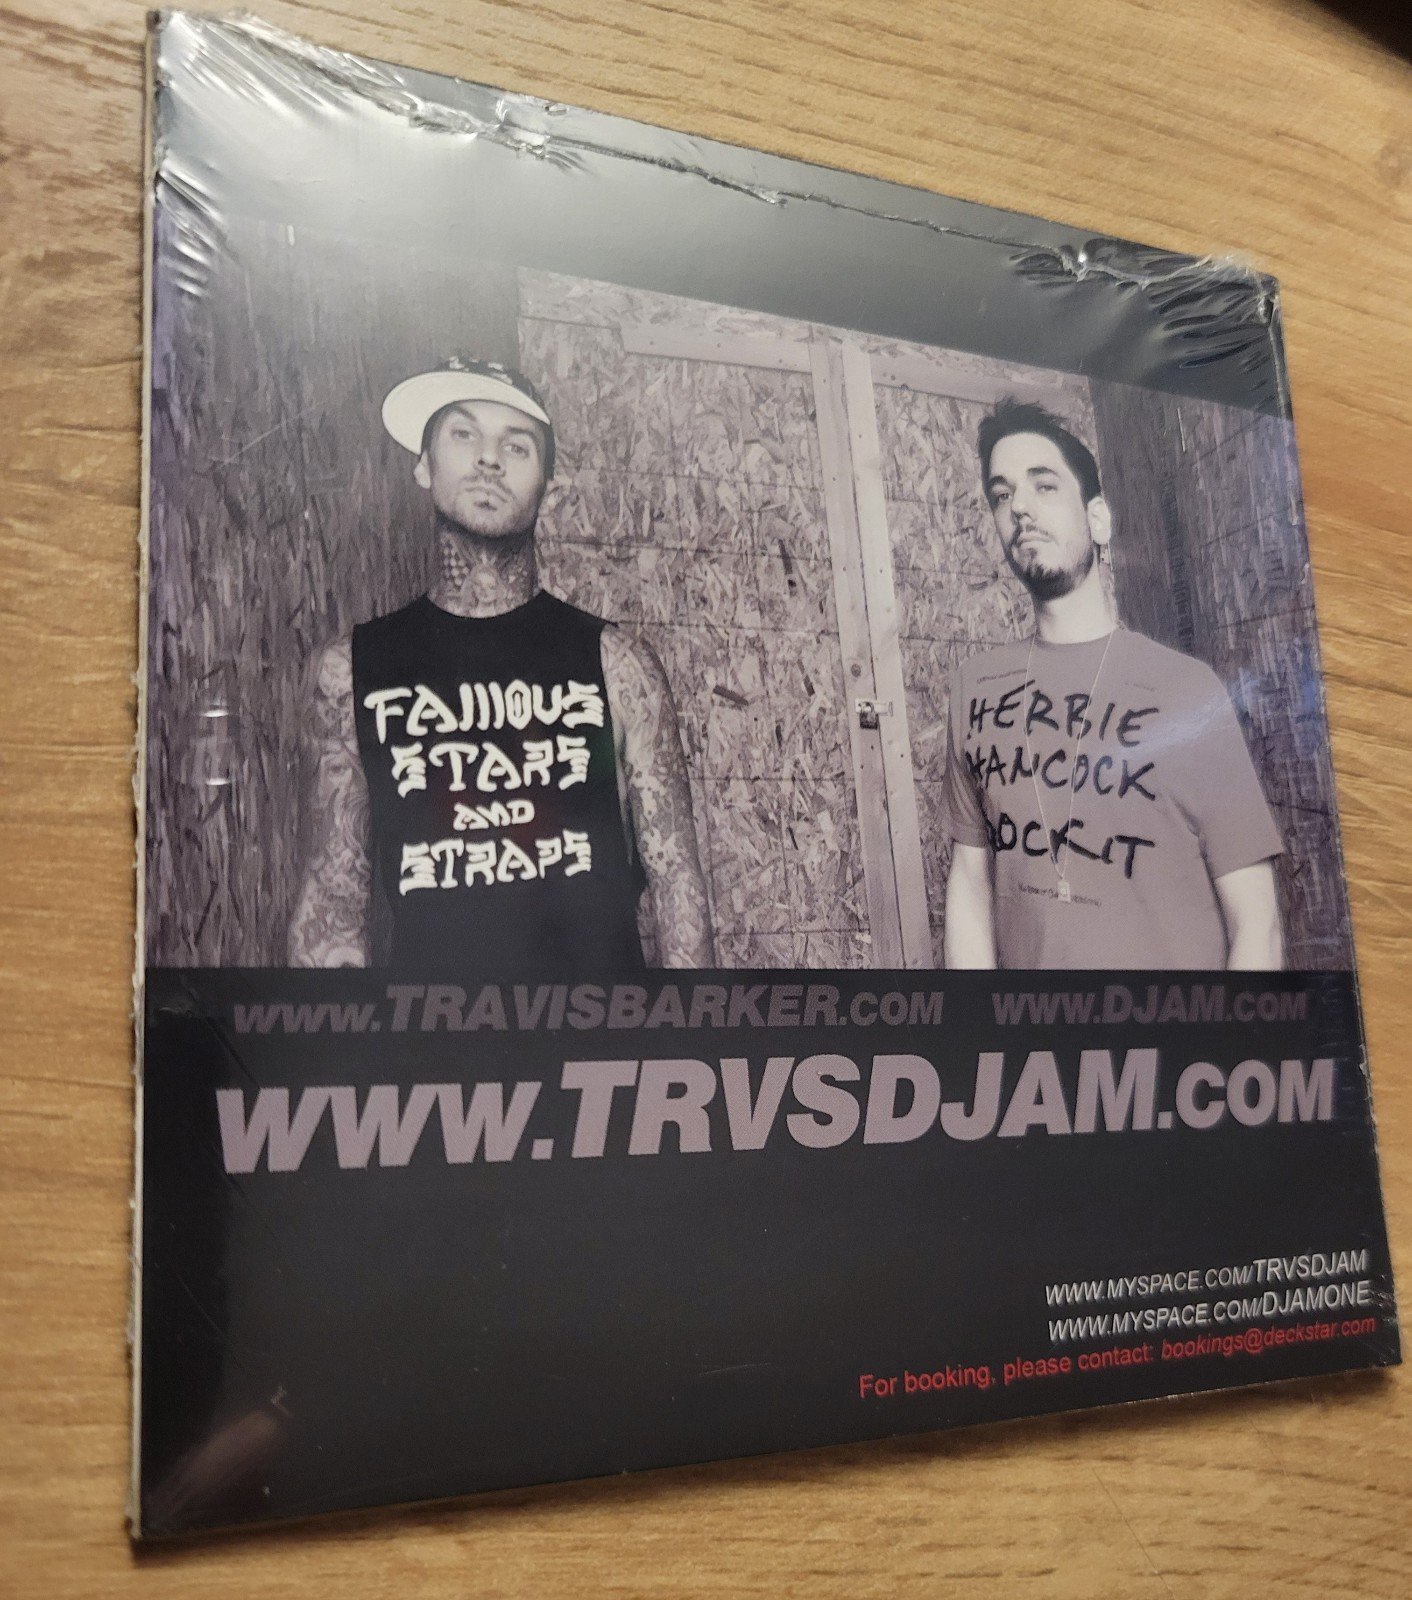 FAMOUS
STARS
AND
STRAPS
HERBIE
HANCOCK
ROCKIT
www.TRAVISBARKER.com www.DJAM.com
www.TRVSDJAM.com
WWW.MYSPACE.COM/TRVSDJAM
WWW.MYSPACE.COM/DJAMONE
For booking, please contact: bookings@deckstar.com